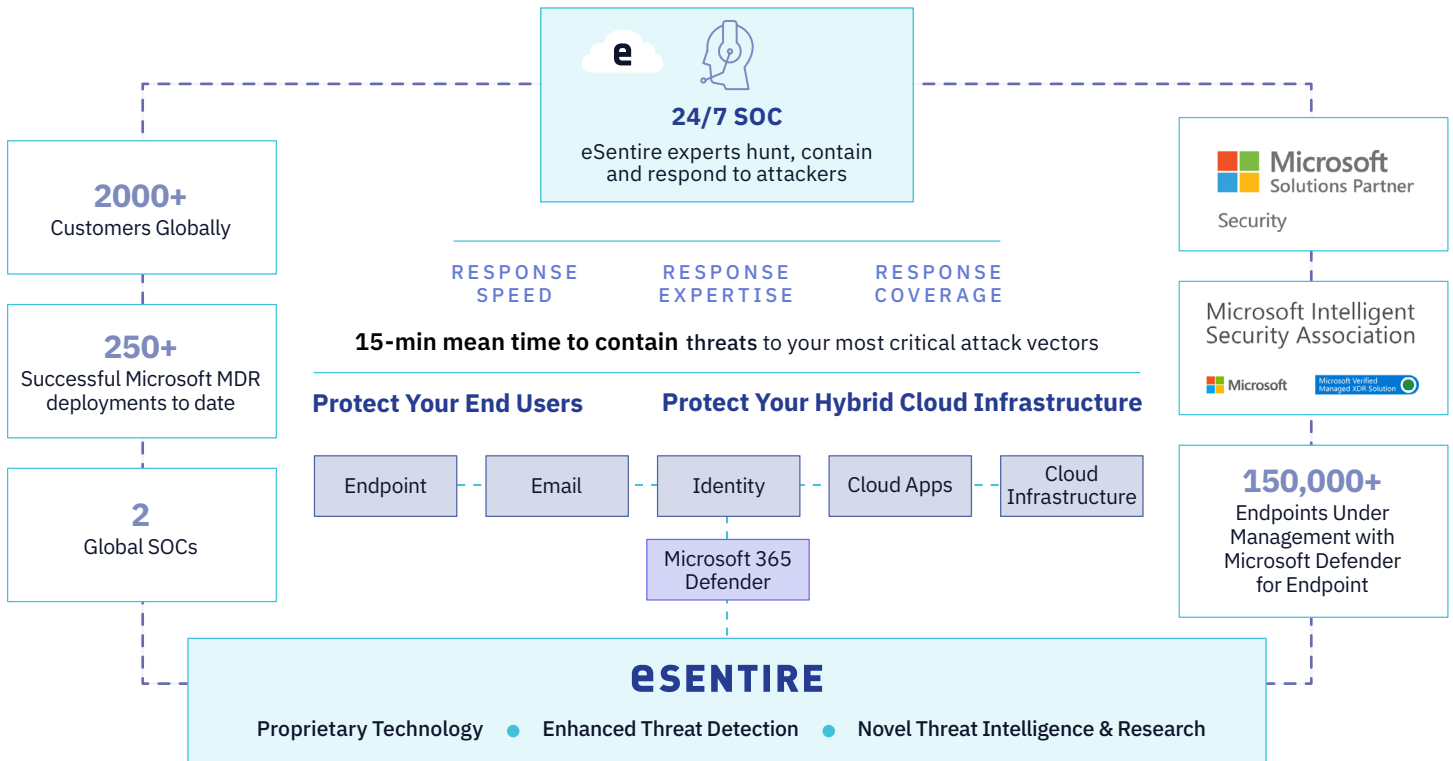 e
24/7 SOC
eSentire experts hunt, contain
and respond to attackers
2000+
Customers Globally
250+
Successful Microsoft MDR
deployments to date
2
Global SOCs
RESPONSE
SPEED
RESPONSE
EXPERTISE
RESPONSE
COVERAGE
15-min mean time to contain threats to your most critical attack vectors
Protect Your End Users
Protect Your Hybrid Cloud Infrastructure
Endpoint
Email
Identity
Cloud Apps
Cloud
Infrastructure
Microsoft 365
Defender
Microsoft
Solutions Partner
Security
Microsoft Intelligent
Security Association
Microsoft
Microsoft Verified
Managed XDR Solution
150,000+
Endpoints Under
Management with
Microsoft Defender
for Endpoint
eSENTIRE
Proprietary Technology ● Enhanced Threat Detection ● Novel Threat Intelligence & Research